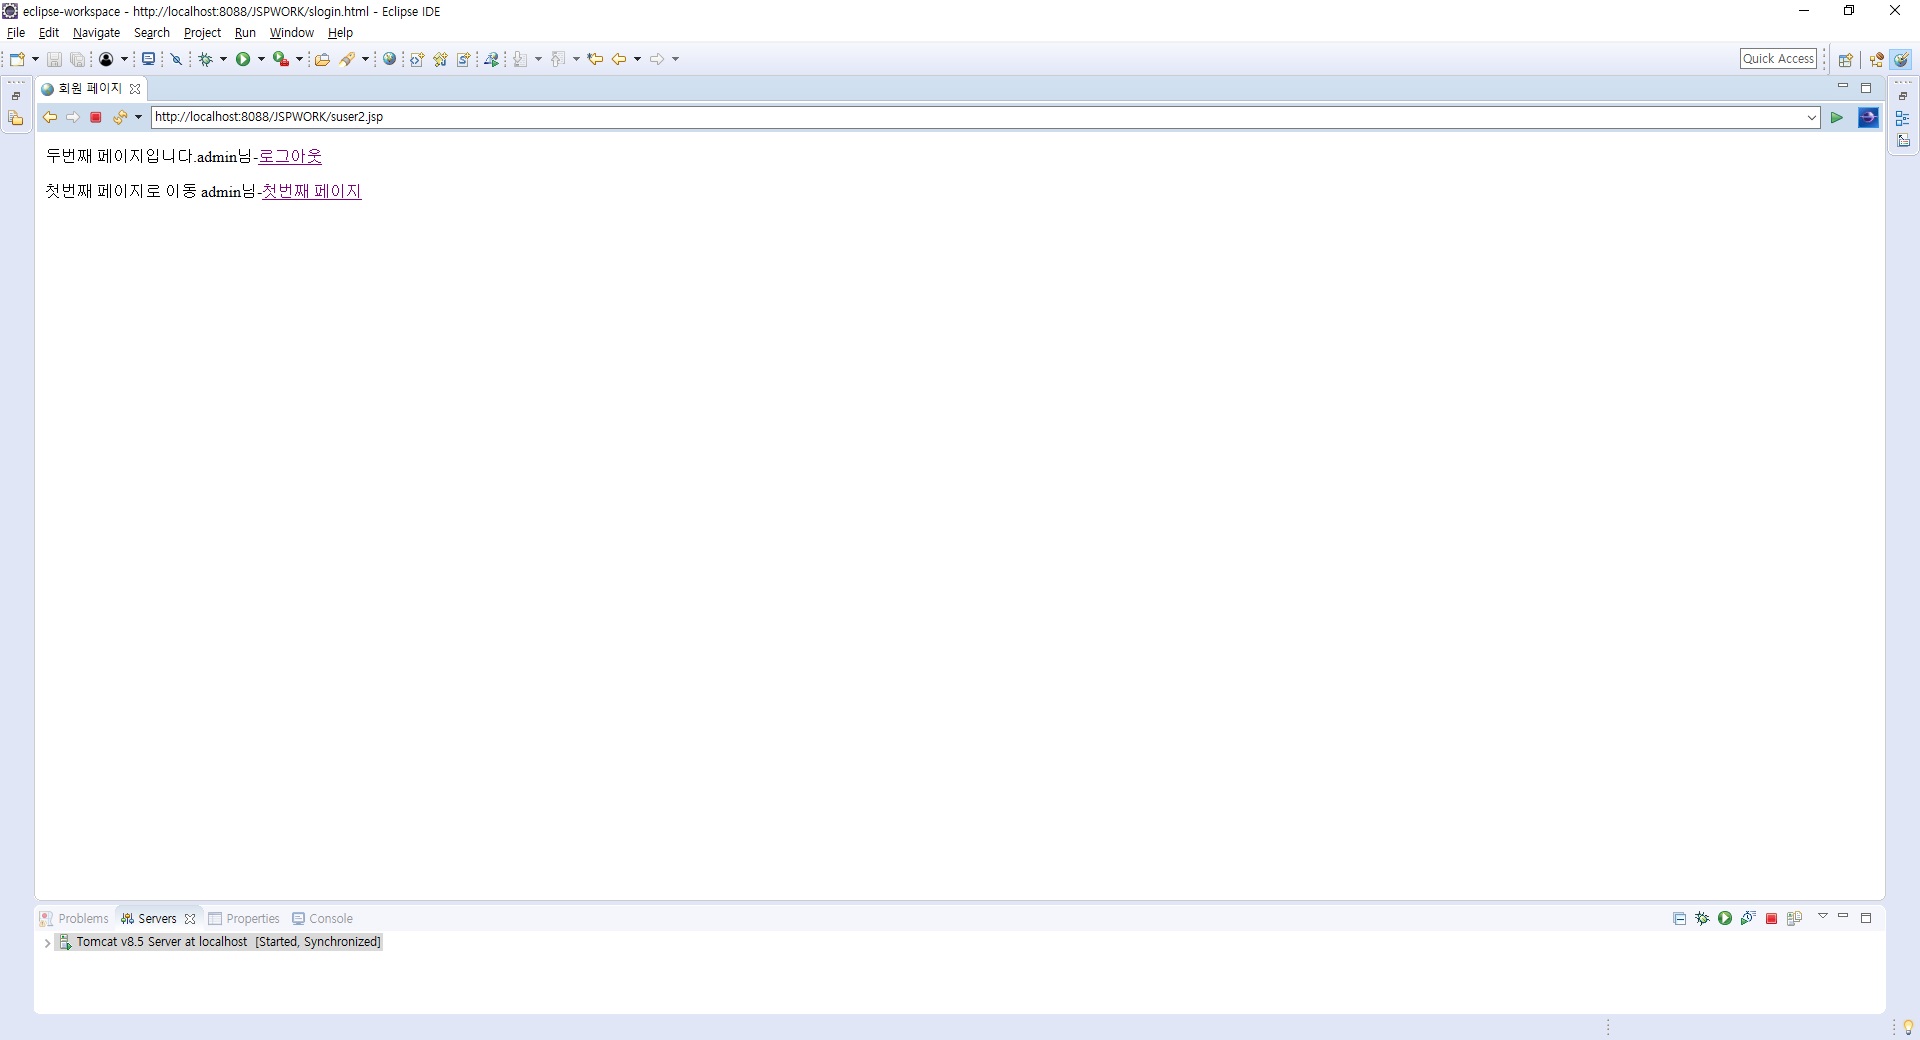 eclipse-workspace - http://localhost:8088/JSPWORK/slogin.html - Eclipse IDE
File Edit Navigate Search Project Run Window Help
Quick Access
회원 페이지
http://localhost:8088/JSPWORK/suser2.jsp
두번째 페이지입니다.admin님-로그아웃
첫번째 페이지로 이동 admin님-첫번째 페이지
Problems Servers Properties Console
Tomcat v8.5 Server at localhost [Started, Synchronized]